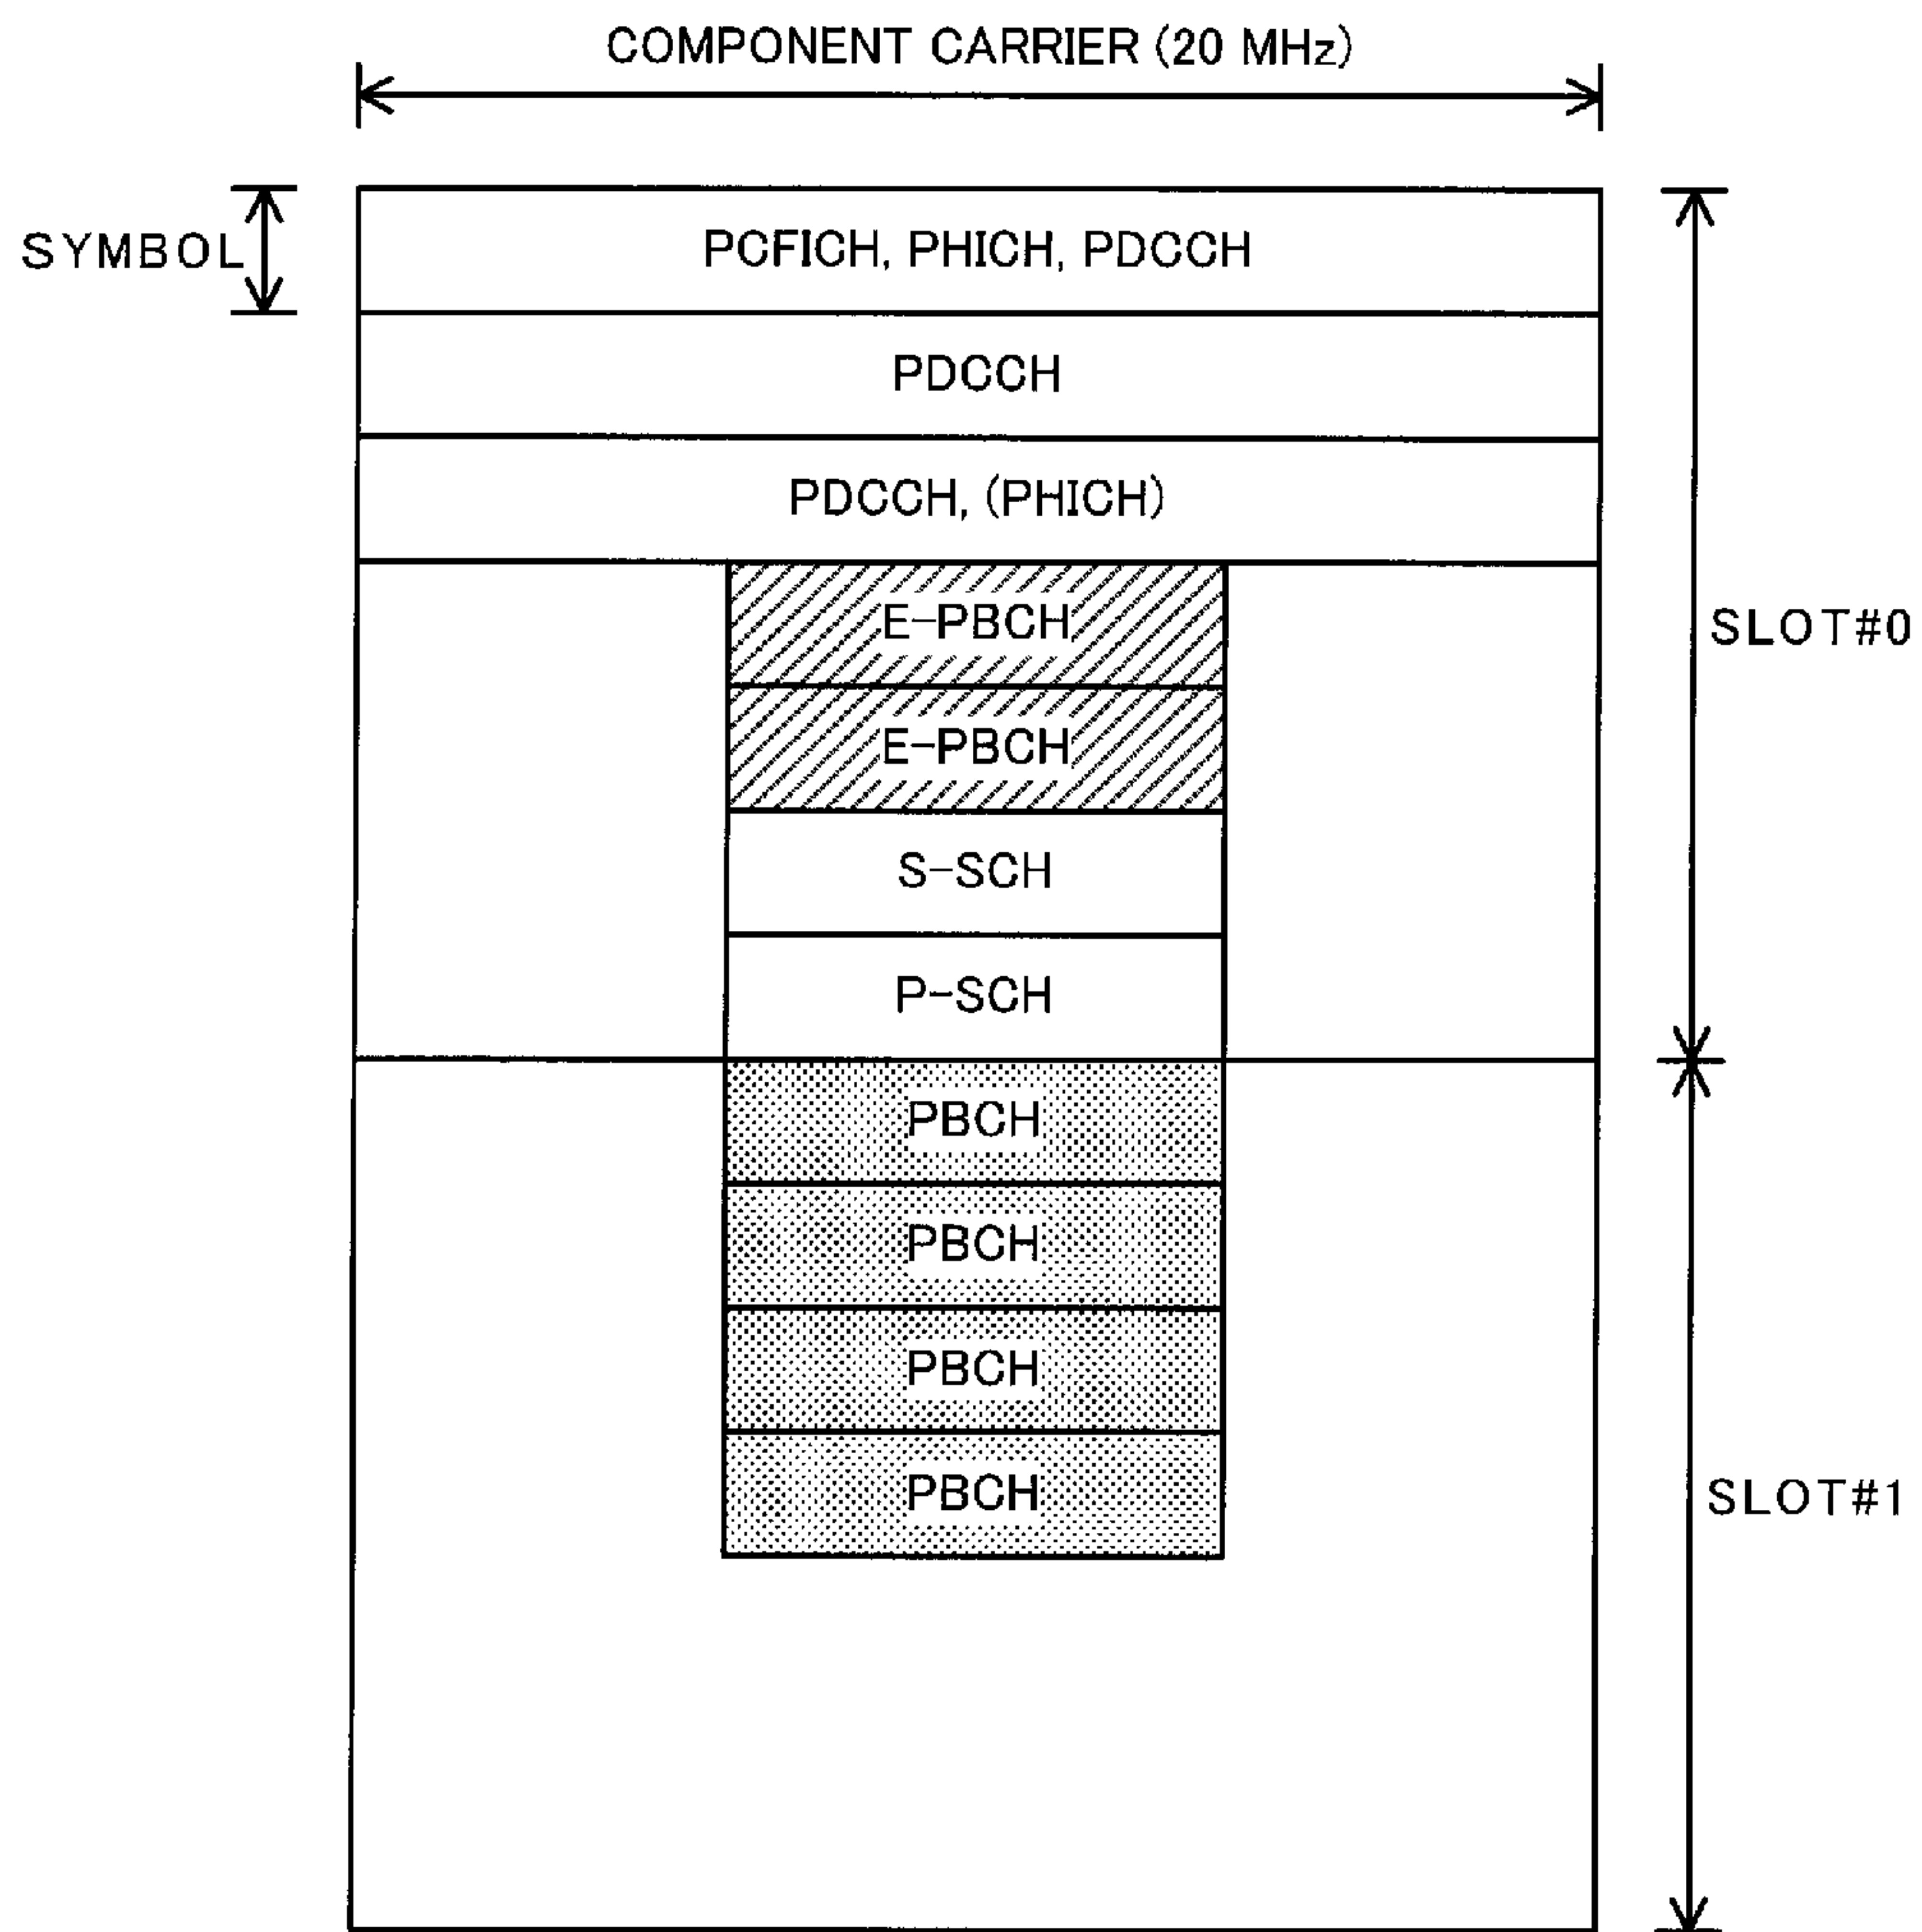 COMPONENT CARRIER (20 MHz)
SYMBOL
PCFICH, PHICH, PDCCH
PDCCH
PDCCH, (PHICH)
E-PBCH
SLOT#0
E-PBCH
S-SCH
P-SCH
PBCH
PBCH
PBCH
PBCH
SLOT#1